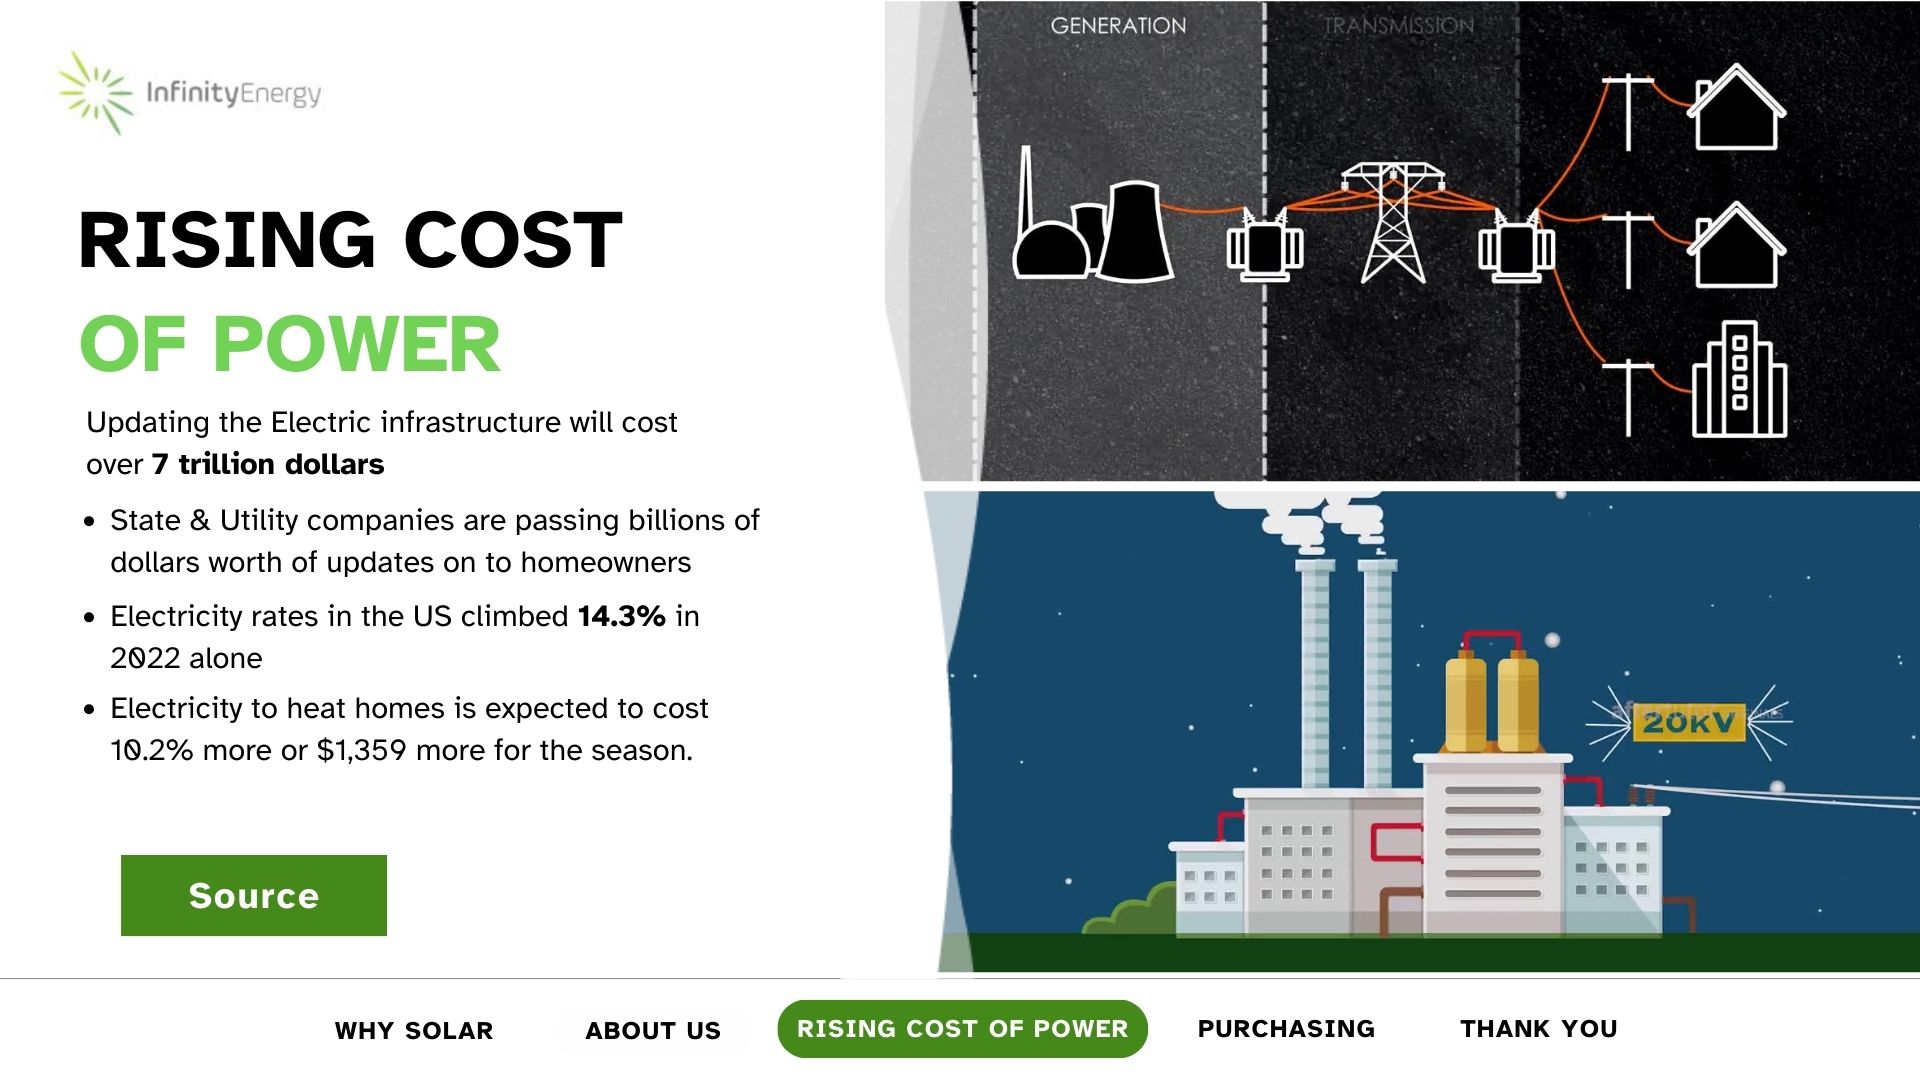 InfinityEnergy
RISING COST
OF POWER
Updating the Electric infrastructure will cost
over 7 trillion dollars
• State & Utility companies are passing billions of
dollars worth of updates on to homeowners
• Electricity rates in the US climbed 14.3% in
2022 alone
• Electricity to heat homes is expected to cost
10.2% more or $1,359 more for the season.
Source
GENERATION
TRANSMISSION
20kV
WHY SOLAR
ABOUT US
RISING COST OF POWER
PURCHASING
THANK YOU